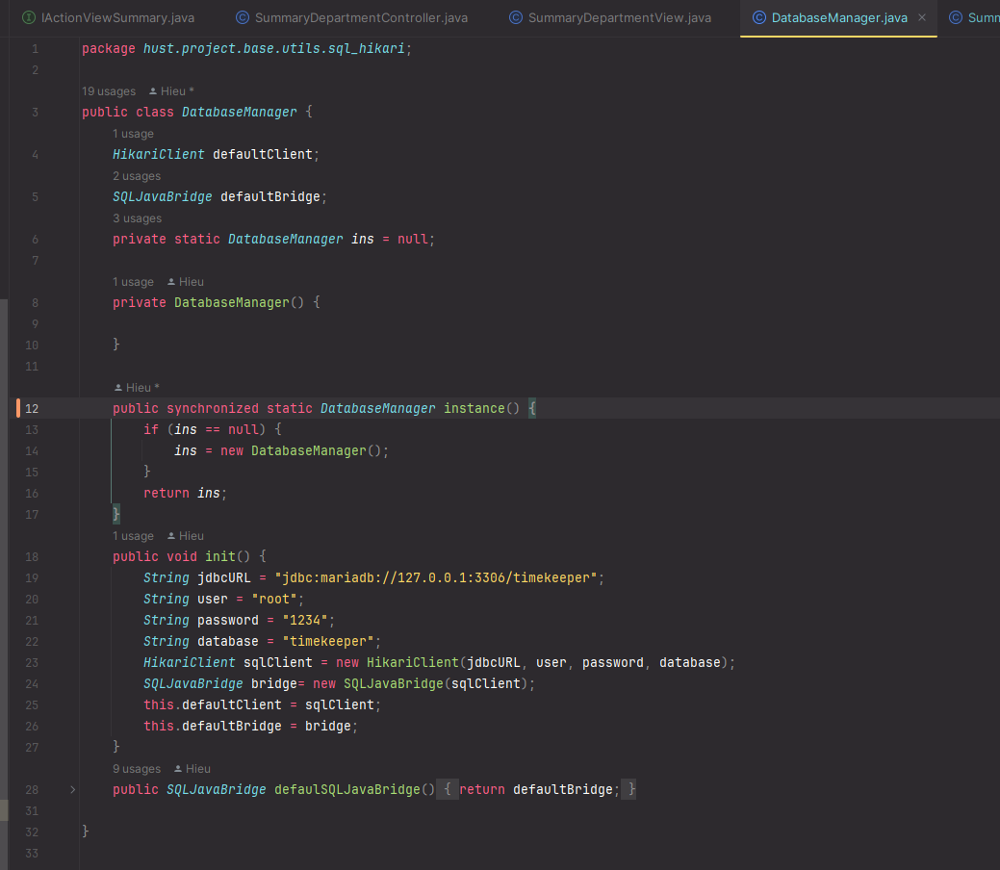 IActionViewSummary.java SummaryDepartmentController.java SummaryDepartmentView.java DatabaseManager.java
1 package hust.project.base.utils.sql_hikari;
2
19 usages Hieu *
3 public class DatabaseManager {
1 usage
4 HikariClient defaultClient;
2 usages
5 SQLJavaBridge defaultBridge;
3 usages
6 private static DatabaseManager ins = null;
7
1 usage Hieu
8 private DatabaseManager() {
9
10 }
11
Hieu *
12 public synchronized static DatabaseManager instance() {
13 if (ins == null) {
14 ins = new DatabaseManager();
15 }
16 return ins;
17 }
1 usage Hieu
18 public void init() {
19 String jdbcURL = "jdbc:mariadb://127.0.0.1:3306/timekeeper";
20 String user = "root";
21 String password = "1234";
22 String database = "timekeeper";
23 HikariClient sqlClient = new HikariClient(jdbcURL, user, password, database);
24 SQLJavaBridge bridge= new SQLJavaBridge(sqlClient);
25 this.defaultClient = sqlClient;
26 this.defaultBridge = bridge;
27 }
9 usages Hieu
28 public SQLJavaBridge defaulSQLJavaBridge() { return defaultBridge; }
31
32 }
33